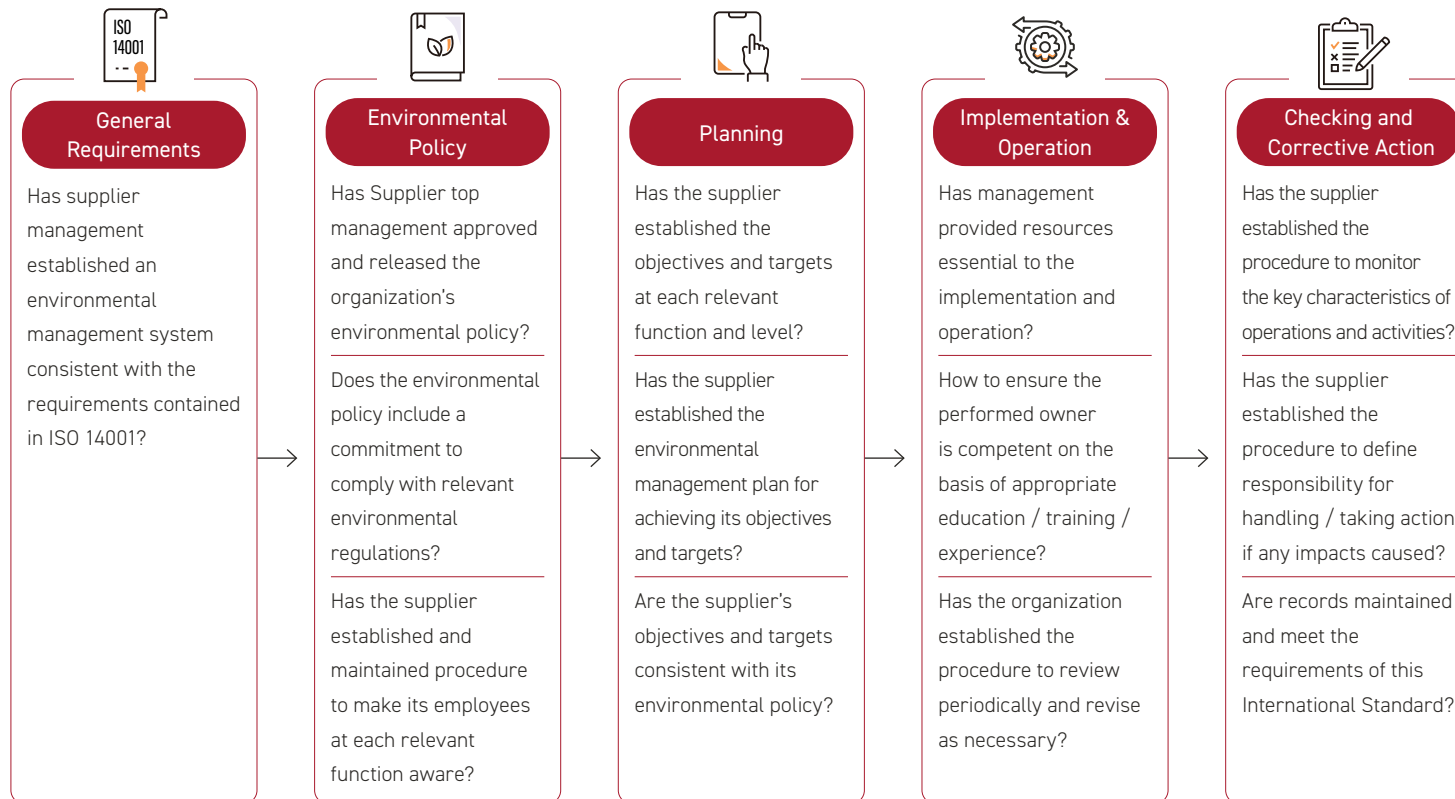 ISO
14001
General
Requirements
Has supplier
management
established an
environmental
management system
consistent with the
requirements contained
in ISO 14001?
Environmental
Policy
Has Supplier top
management approved
and released the
organization's
environmental policy?
Does the environmental
policy include a
commitment to
comply with relevant
environmental
regulations?
Has the supplier
established and
maintained procedure
to make its employees
at each relevant
function aware?
Planning
Has the supplier
established the
objectives and targets
at each relevant
function and level?
Has the supplier
established the
environmental
management plan for
achieving its objectives
and targets?
Are the supplier's
objectives and targets
consistent with its
environmental policy?
Implementation &
Operation
Has management
provided resources
essential to the
implementation and
operation?
How to ensure the
performed owner
is competent on the
basis of appropriate
education / training /
experience?
Has the organization
established the
procedure to review
periodically and revise
as necessary?
Checking and
Corrective Action
Has the supplier
established the
procedure to monitor
the key characteristics of
operations and activities?
Has the supplier
established the
procedure to define
responsibility for
handling / taking action
if any impacts caused?
Are records maintained
and meet the
requirements of this
International Standard?